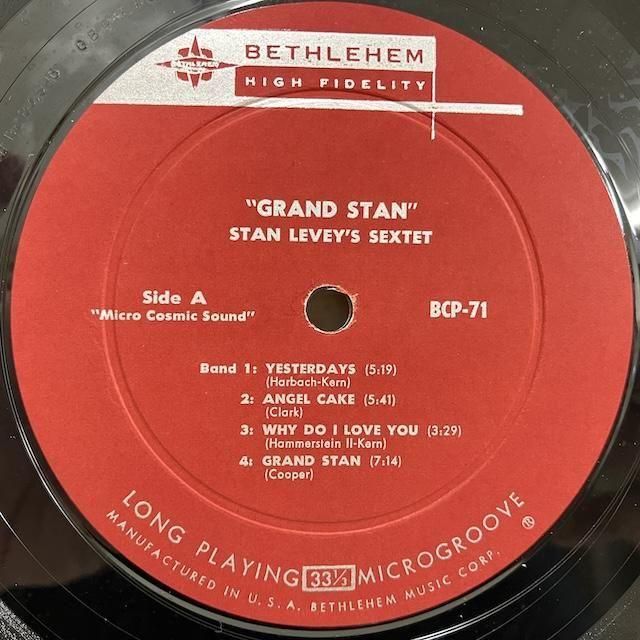 BETHLEHEM
BETHLEHEM
HIGH FIDELITY
"GRAND STAN"
STAN LEVEY'S SEXTET
Side A
"Micro Cosmic Sound"
BCP-71
Band 1: YESTERDAYS (5:19)
(Harbach-Kern)
2: ANGEL CAKE (5:41)
(Clark)
3: WHY DO I LOVE YOU (3:29)
(Hammerstein II-Kern)
4: GRAND STAN (7:14)
(Cooper)
LONG PLAYING 33⅓ MICROGROOVE ®
MANUFACTURED IN U.S.A. BETHLEHEM MUSIC CORP.